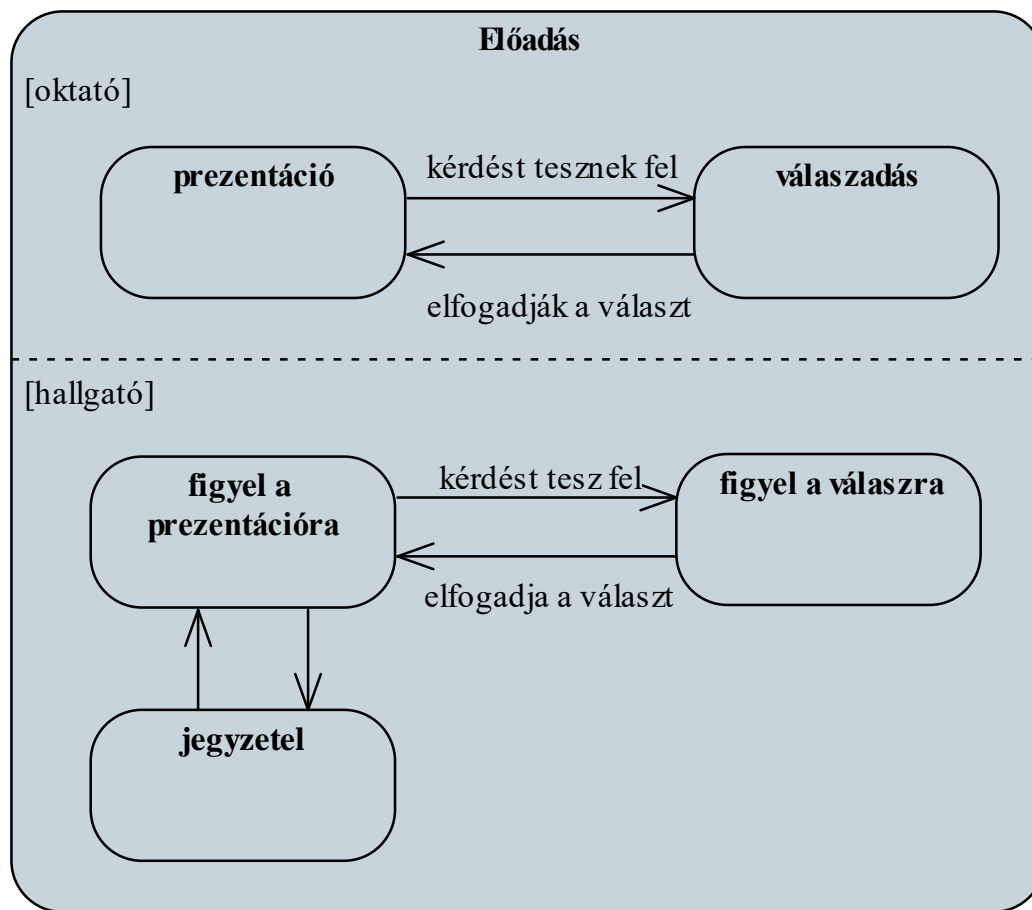 Előadás
[oktató]
prezentáció
kérdést tesznek fel
válaszadás
elfogadják a választ
[hallgató]
figyel a
prezentációra
kérdést tesz fel
figyel a válaszra
elfogadja a választ
jegyzetel